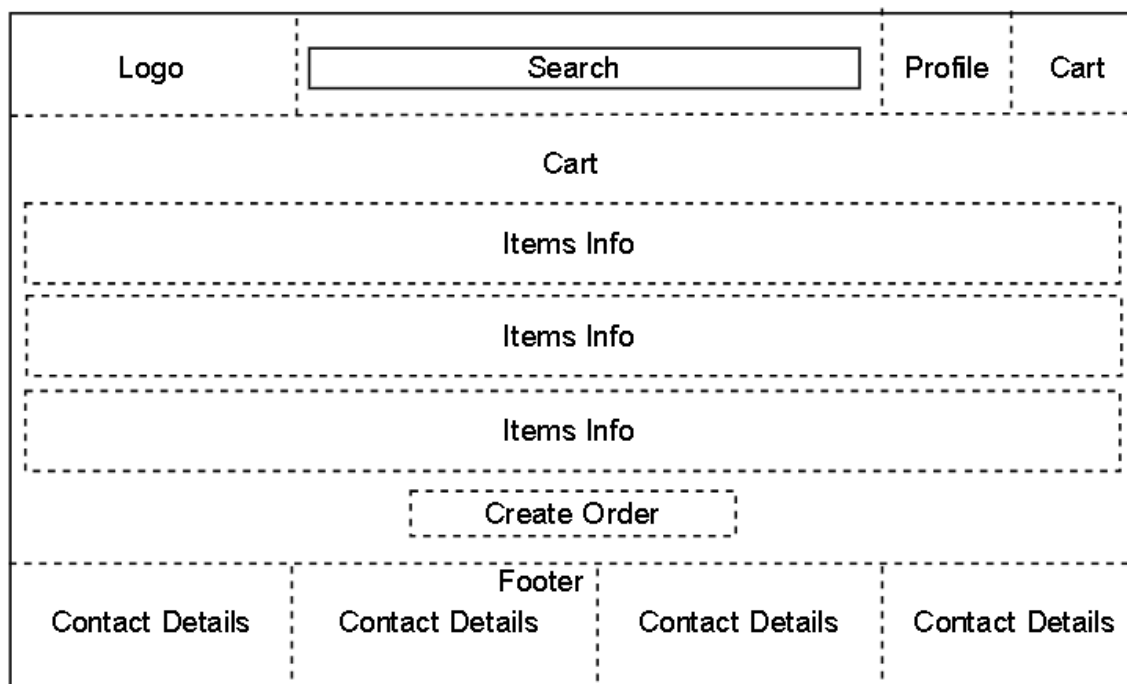 Logo
Search
Profile
Cart
Cart
Items Info
Items Info
Items Info
Create Order
Footer
Contact Details
Contact Details
Contact Details
Contact Details